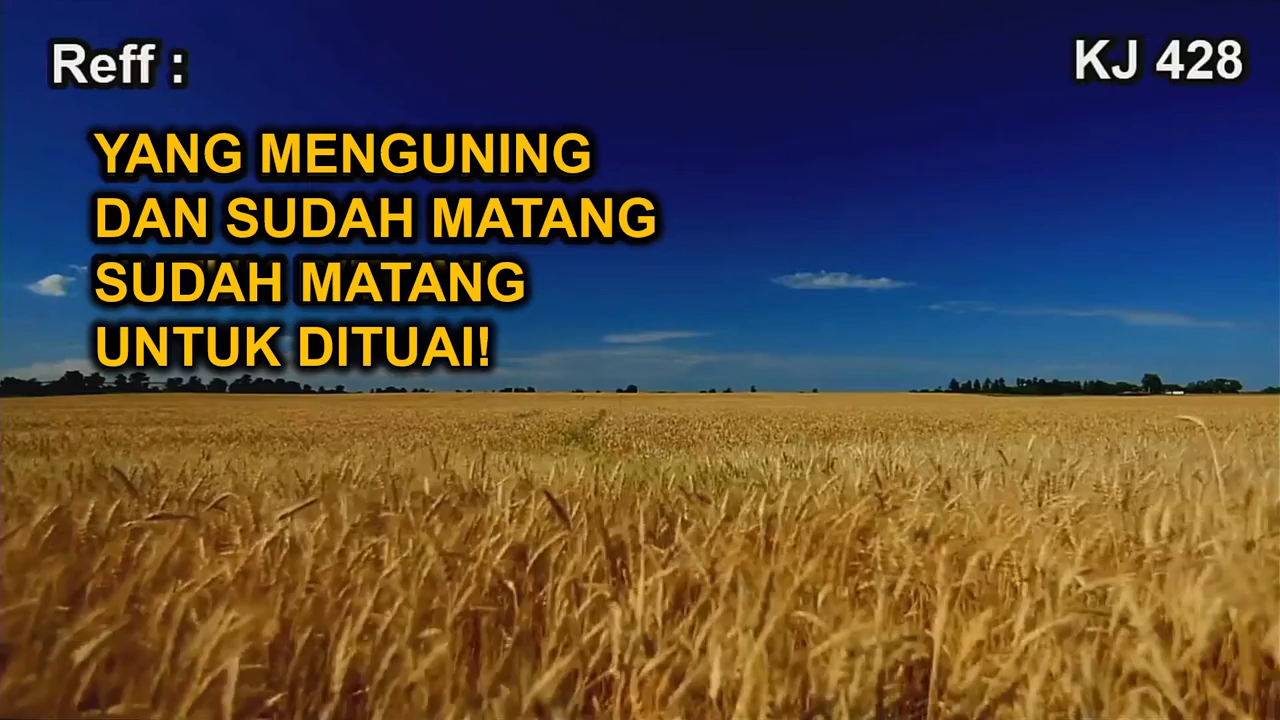 Reff :
KJ 428
YANG MENGUNING
DAN SUDAH MATANG
SUDAH MATANG
UNTUK DITUAI!